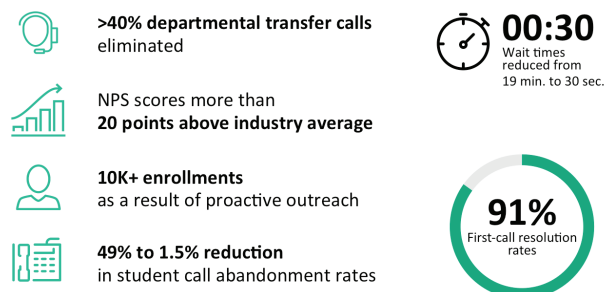 >40% departmental transfer calls
eliminated
NPS scores more than
20 points above industry average
10K+ enrollments
as a result of proactive outreach
49% to 1.5% reduction
in student call abandonment rates
00:30
Wait times
reduced from
19 min. to 30 sec.
91%
First-call resolution
rates